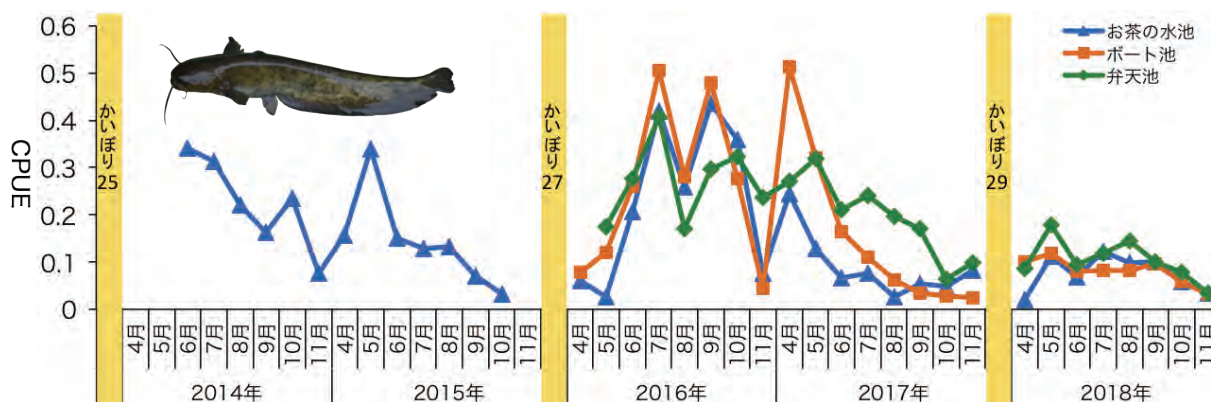 CPUE
0.6
0.5
0.4
0.3
0.2
0.1
0
かいぼり25
かいぼり27
かいぼり29
お茶の水池
ボート池
弁天池
4月 5月 6月 7月 8月 9月 10月 11月 4月 5月 6月 7月 8月 9月 10月 11月
4月 5月 6月 7月 8月 9月 10月 11月 4月 5月 6月 7月 8月 9月 10月 11月
4月 5月 6月 7月 8月 9月 10月 11月
2014年 2015年 2016年 2017年 2018年